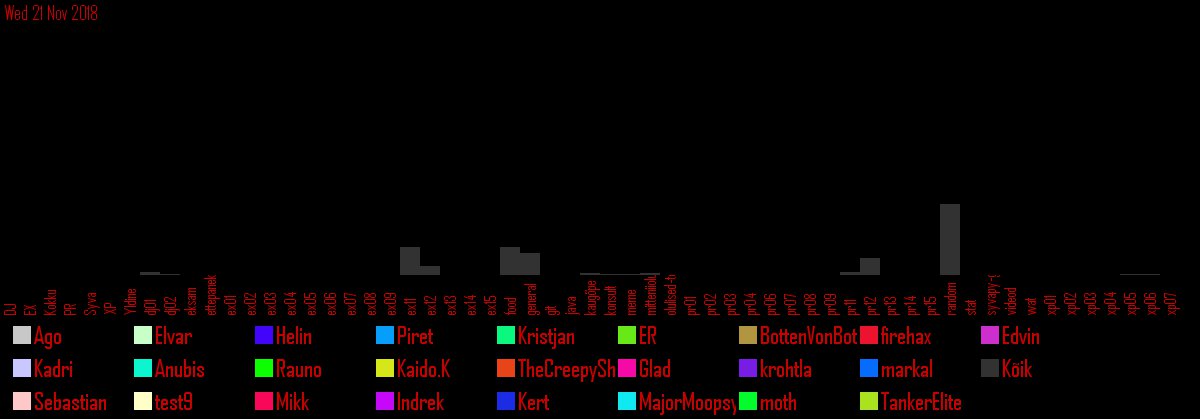 Wed 21 Nov 2018
DJ EX Kokku PR Syva XP Yldine dj01 dj02 eksam ettepanek ex01 ex02 ex03 ex04 ex05 ex06 ex07 ex08 ex09 ex11 ex12 ex13 ex14 ex15 food general git java kaugõpe konsult meme olulised-h pr01 pr02 pr03 pr04 pr06 pr07 pr08 pr09 pr11 pr12 pr13 pr14 pr15 random stat videod wat xp01 xp02 xp03 xp04 xp05 xp06 xp07
Ago Elvar Helin Piret Kristjan ER BottenVonBot firehax Edvin
Kadri Anubis Rauno Kaido.K TheCreepySh Glad krohtla markal Kõik
Sebastian test9 Mikk Indrek Kert MajorMoopsy moth TankerElite